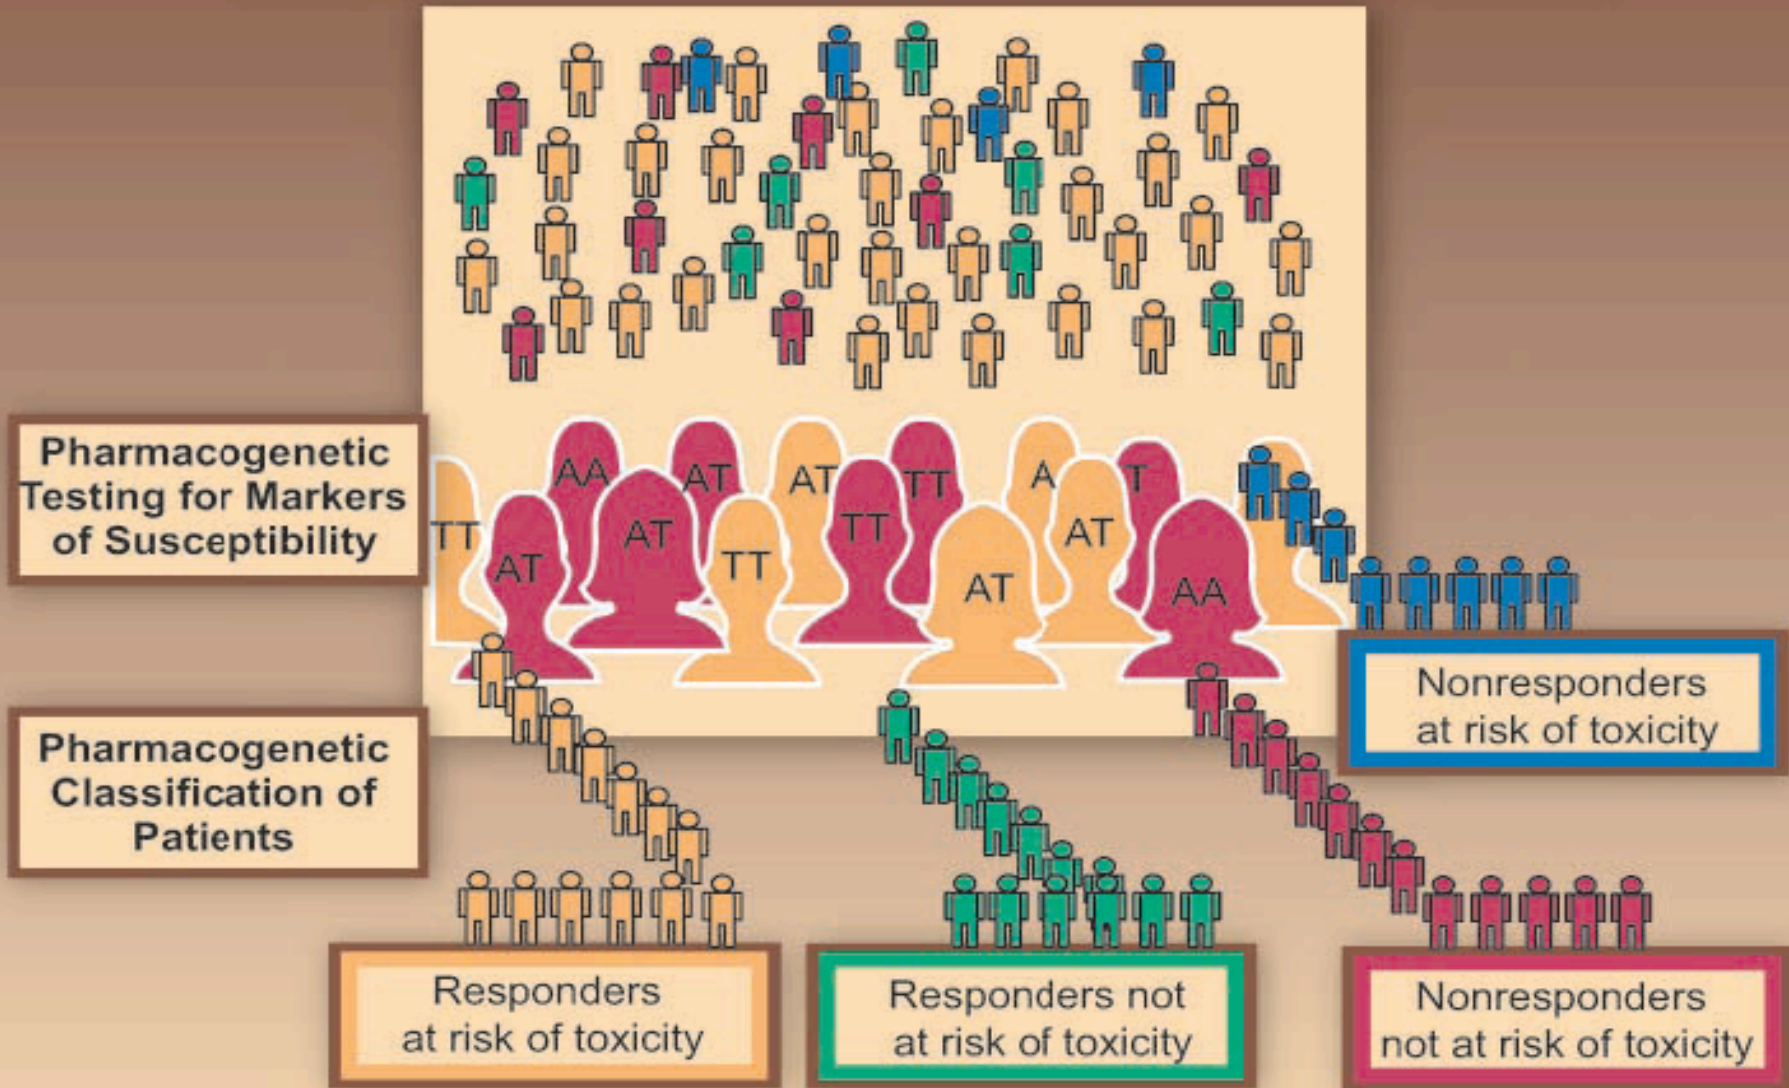 Pharmacogenetic
Testing for Markers
of Susceptibility
AA
AT
AT
TT
A
T
TT
AT
AT
TT
TT
AT
AT
AA
Nonresponders
at risk of toxicity
Pharmacogenetic
Classification of
Patients
Responders
at risk of toxicity
Responders not
at risk of toxicity
Nonresponders
not at risk of toxicity